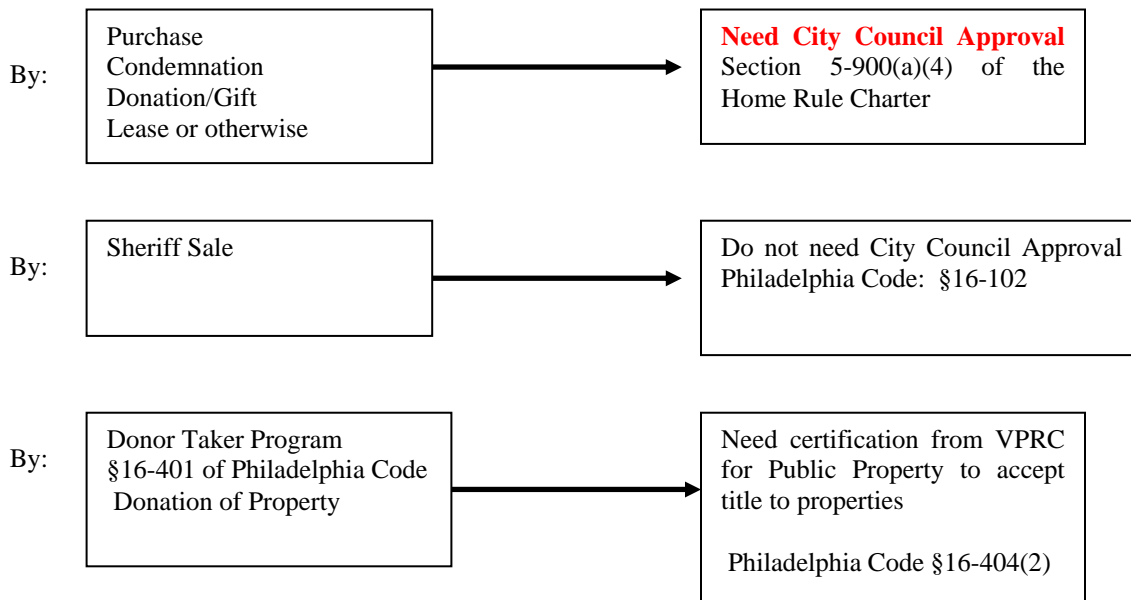 By:
Purchase
Condemnation
Donation/Gift
Lease or otherwise
Need City Council Approval
Section 5-900(a)(4) of the
Home Rule Charter
By:
Sheriff Sale
Do not need City Council Approval
Philadelphia Code: §16-102
By:
Donor Taker Program
§16-401 of Philadelphia Code
Donation of Property
Need certification from VPRC
for Public Property to accept
title to properties
Philadelphia Code §16-404(2)